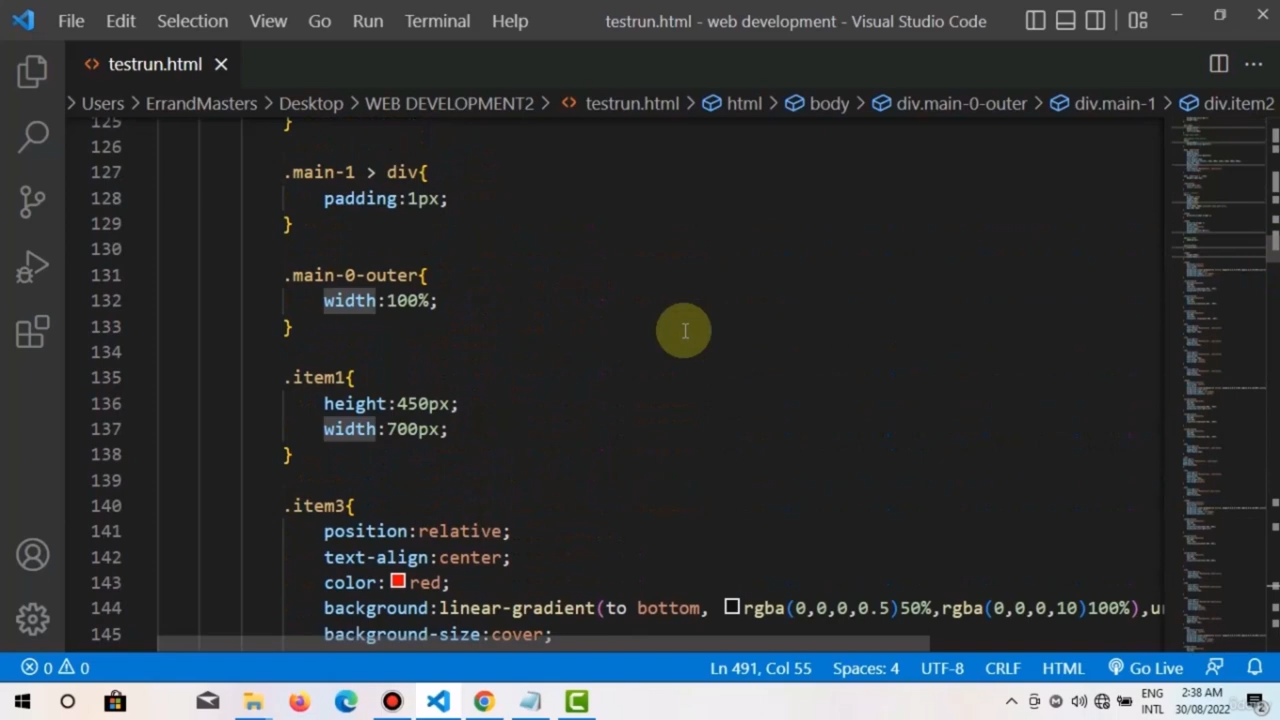 File Edit Selection View Go Run Terminal Help testrun.html - web development - Visual Studio Code
testrun.html
Users ErrandMasters Desktop WEB DEVELOPMENT2 testrun.html html body div.main-0-outer div.main-1 div.item2
125 }
126
127 .main-1 > div{
128 padding:1px;
129 }
130
131 .main-0-outer{
132 width:100%;
133 }
134
135 .item1{
136 height:450px;
137 width:700px;
138 }
139
140 .item3{
141 position:relative;
142 text-align:center;
143 color:red;
144 background:linear-gradient(to bottom, rgba(0,0,0,0.5)50%,rgba(0,0,0,10)100%),ur
145 background-size:cover;
0 0 Ln 491, Col 55 Spaces: 4 UTF-8 CRLF HTML Go Live
ENG 2:38 AM
INTL 30/08/2022 2